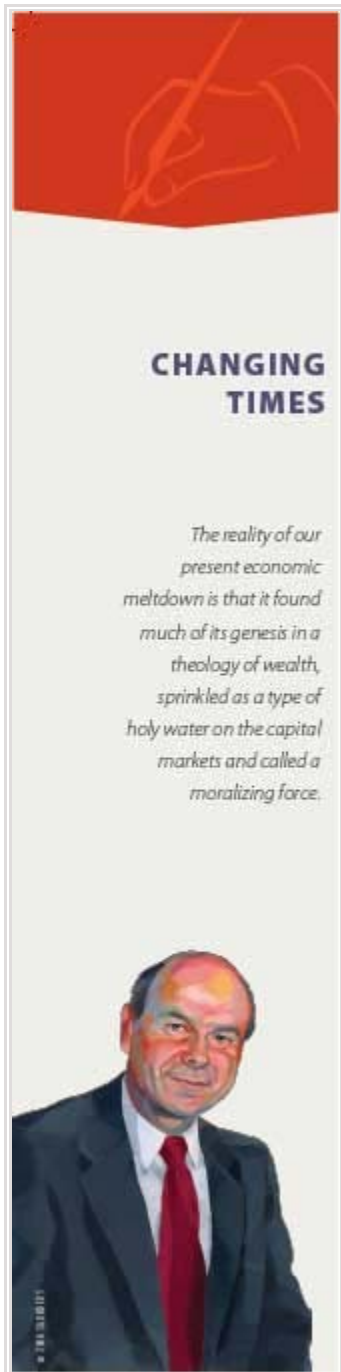 CHANGING
TIMES
The reality of our
present economic
meltdown is that it found
much of its genesis in a
theology of wealth,
sprinkled as a type of
holy water on the capital
markets and called a
moralizing force.